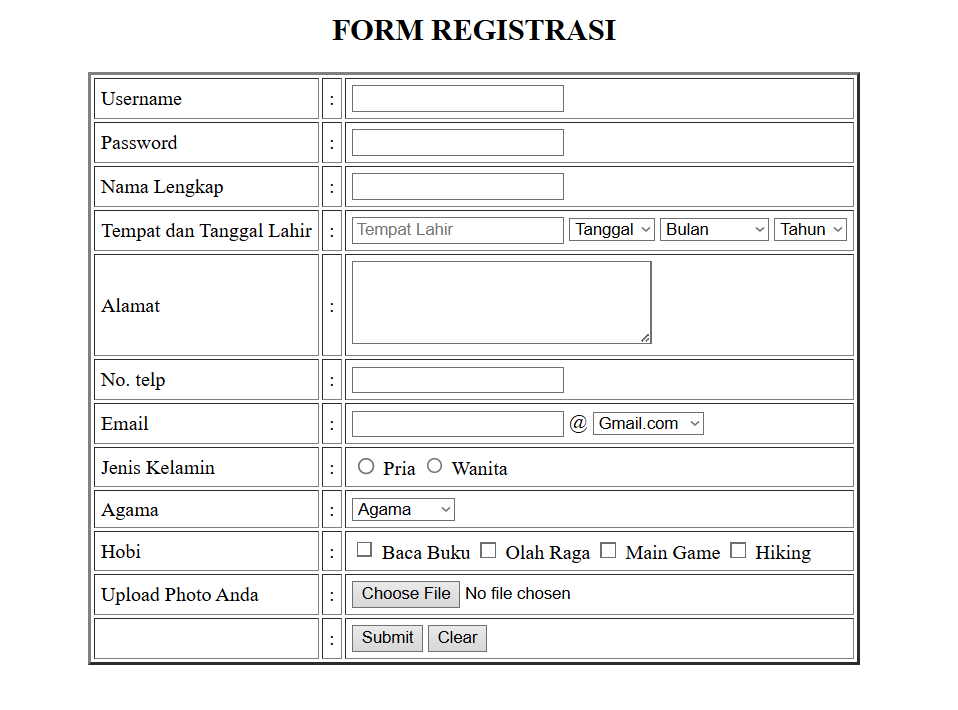 FORM REGISTRASI
Username :
Password :
Nama Lengkap :
Tempat dan Tanggal Lahir : Tempat Lahir Tanggal Bulan Tahun
Alamat :
No. telp :
Email : @ Gmail.com
Jenis Kelamin : Pria Wanita
Agama : Agama
Hobi : Baca Buku Olah Raga Main Game Hiking
Upload Photo Anda : Choose File No file chosen
: Submit Clear